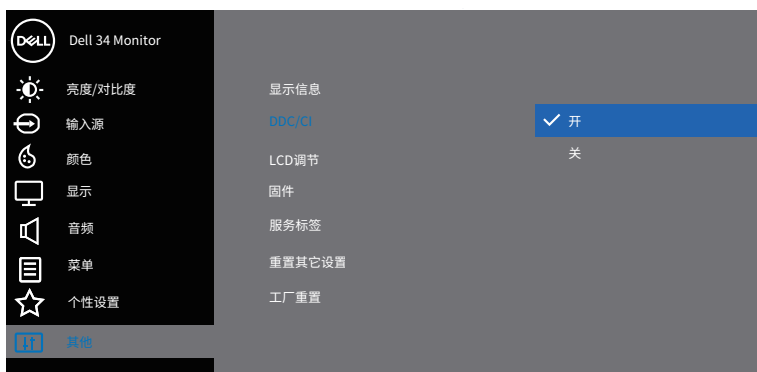 DELL
Dell 34 Monitor
亮度/对比度
输入源
颜色
显示
音频
菜单
个性设置
其他
显示信息
DDC/CI
LCD调节
固件
服务标签
重置其它设置
工厂重置
开
关